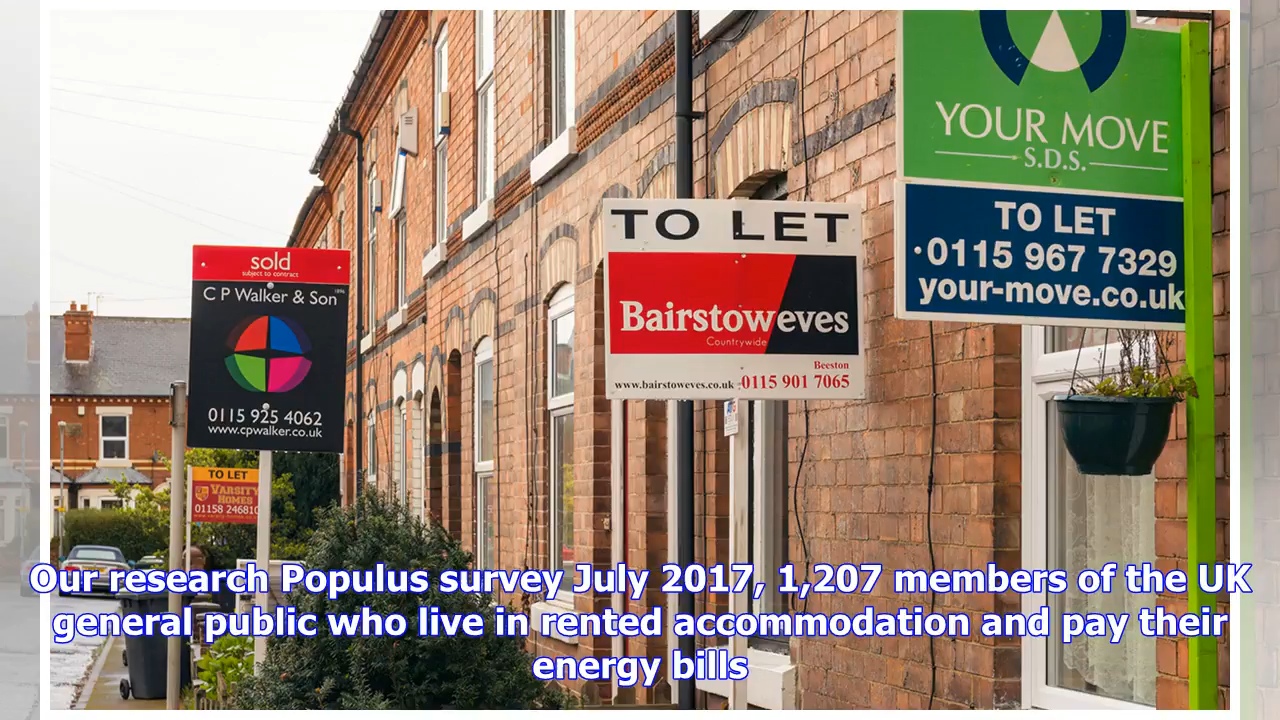 YOUR MOVE
S.D.S.
TO LET
0115 967 7329
your-move.co.uk
TO LET
Bairstoweves
Countrywide
Beeston
www.bairstoweves.co.uk 0115 901 7065
sold
subject to contract
C P Walker & Son
0115 925 4062
www.cpwalker.co.uk
TO LET
VARSITY
HOMES
01158 246810
Our research Populus survey July 2017, 1,207 members of the UK
general public who live in rented accommodation and pay their
energy bills